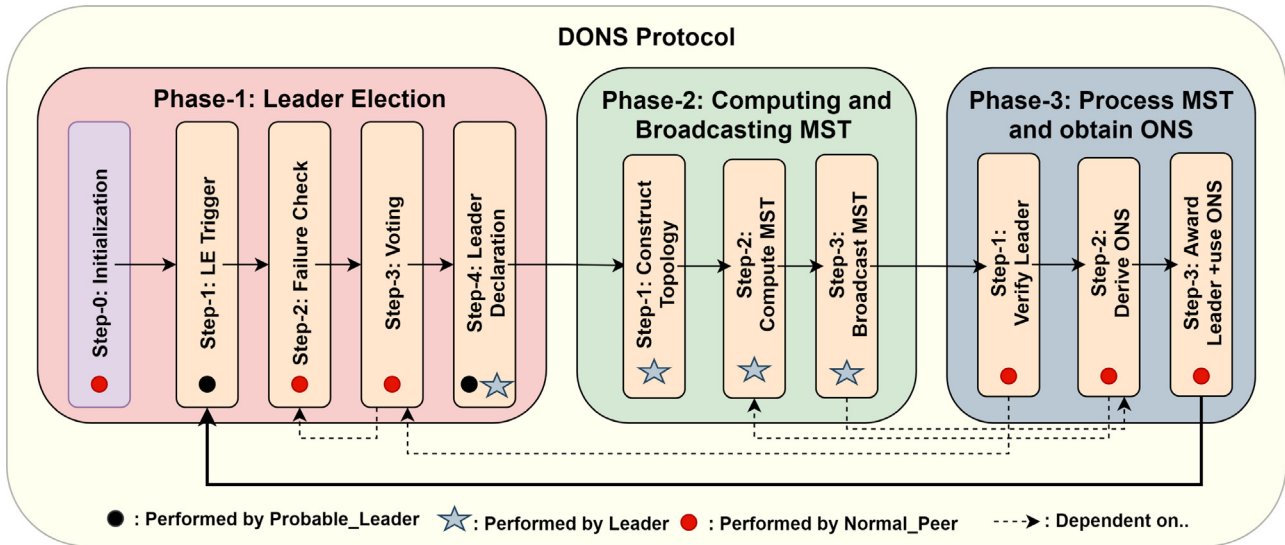 DONS Protocol
Phase-1: Leader Election
Step-0: Initialization
Step-1: LE Trigger
Step-2: Failure Check
Step-3: Voting
Step-4: Leader
Declaration
Phase-2: Computing and
Broadcasting MST
Step-1: Construct
Topology
Step-2:
Compute MST
Step-3:
Broadcast MST
Phase-3: Process MST
and obtain ONS
Step-1:
Verify Leader
Step-2:
Derive ONS
Step-3: Award
Leader +use ONS
: Performed by Probable_Leader
: Performed by Leader
: Performed by Normal_Peer
: Dependent on..